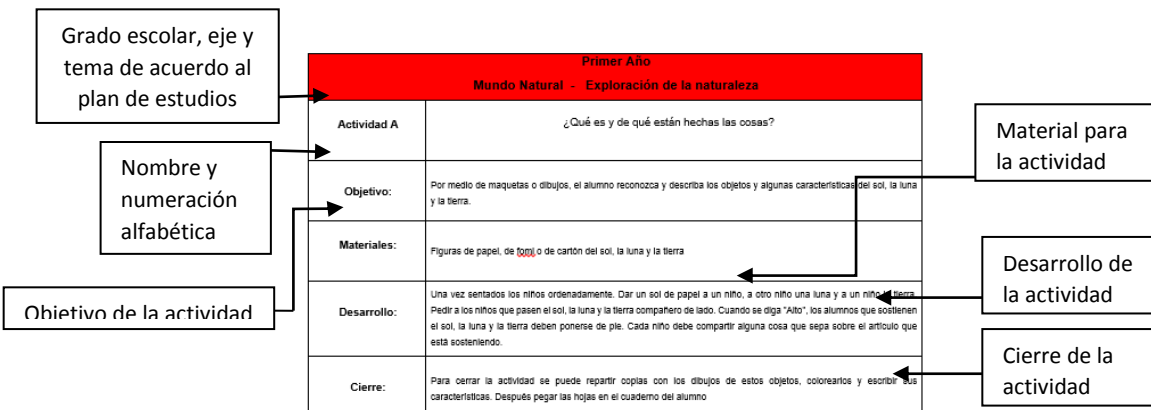 Grado escolar, eje y
tema de acuerdo al
plan de estudios
Nombre y
numeración
alfabética
Objetivo de la actividad
Primer Año
Mundo Natural - Exploración de la naturaleza
Actividad A
¿Qué es y de qué están hechas las cosas?
Objetivo:
Por medio de maquetas o dibujos, el alumno reconozca y describa los objetos y algunas características del sol, la luna
y la tierra.
Materiales:
Figuras de papel, de fomi o de cartón del sol, la luna y la tierra
Desarrollo:
Una vez sentados los niños ordenadamente. Dar un sol de papel a un niño, a otro niño una luna y a un niño la tierra.
Pedir a los niños que pasen el sol, la luna y la tierra compañero de lado. Cuando se diga "Alto", los alumnos que sostienen
el sol, la luna y la tierra deben ponerse de pie. Cada niño debe compartir alguna cosa que sepa sobre el artículo que
está sosteniendo.
Cierre:
Para cerrar la actividad se puede repartir copias con los dibujos de estos objetos, colorearlos y escribir sus
características. Después pegar las hojas en el cuaderno del alumno
Material para
la actividad
Desarrollo de
la actividad
Cierre de la
actividad